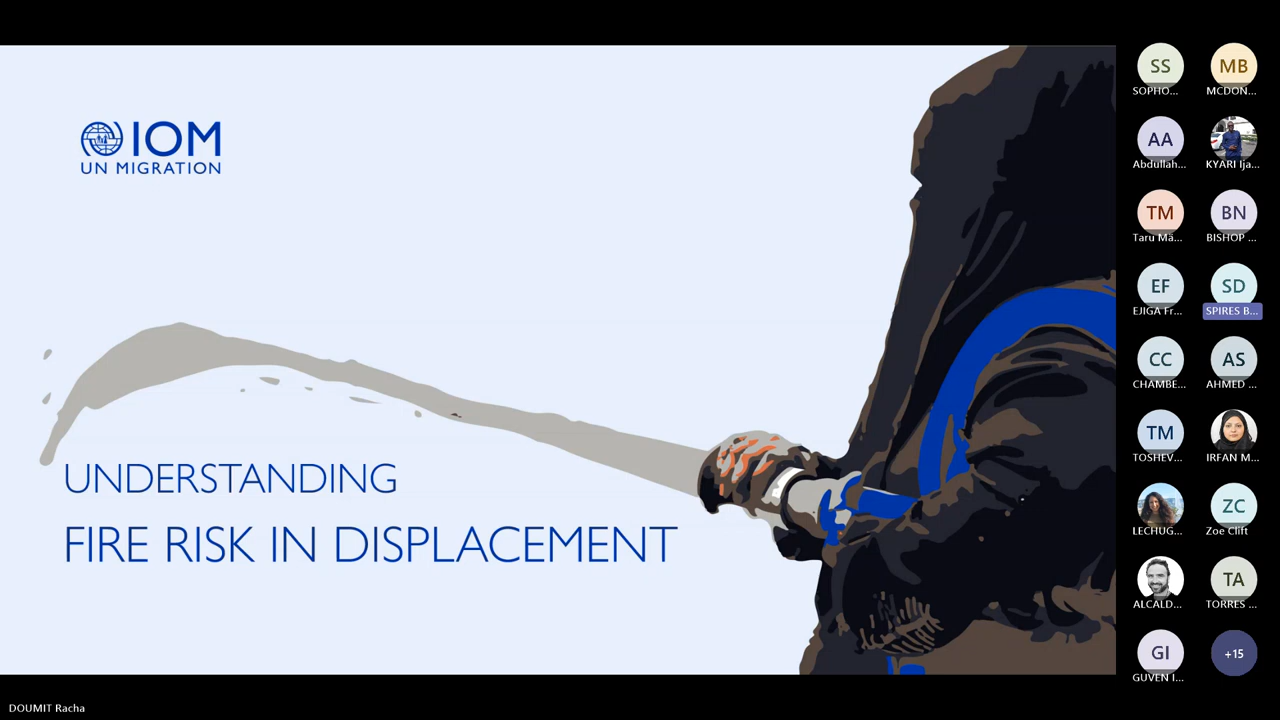 IOM
UN MIGRATION
UNDERSTANDING
FIRE RISK IN DISPLACEMENT
SS
MB
SOPHO...
MCDON...
AA
Abdullah...
KYARI Ija...
TM
BN
Taru Mä...
BISHOP ...
EF
SD
EJIGA Fr...
SPIRES B...
CC
AS
CHAMBE...
AHMED ...
TM
TOSHEV...
IRFAN M...
ZC
LECHUG...
Zoe Clift
TA
ALCALD...
TORRES ...
GI
+15
GUVEN I...
DOUMIT Racha